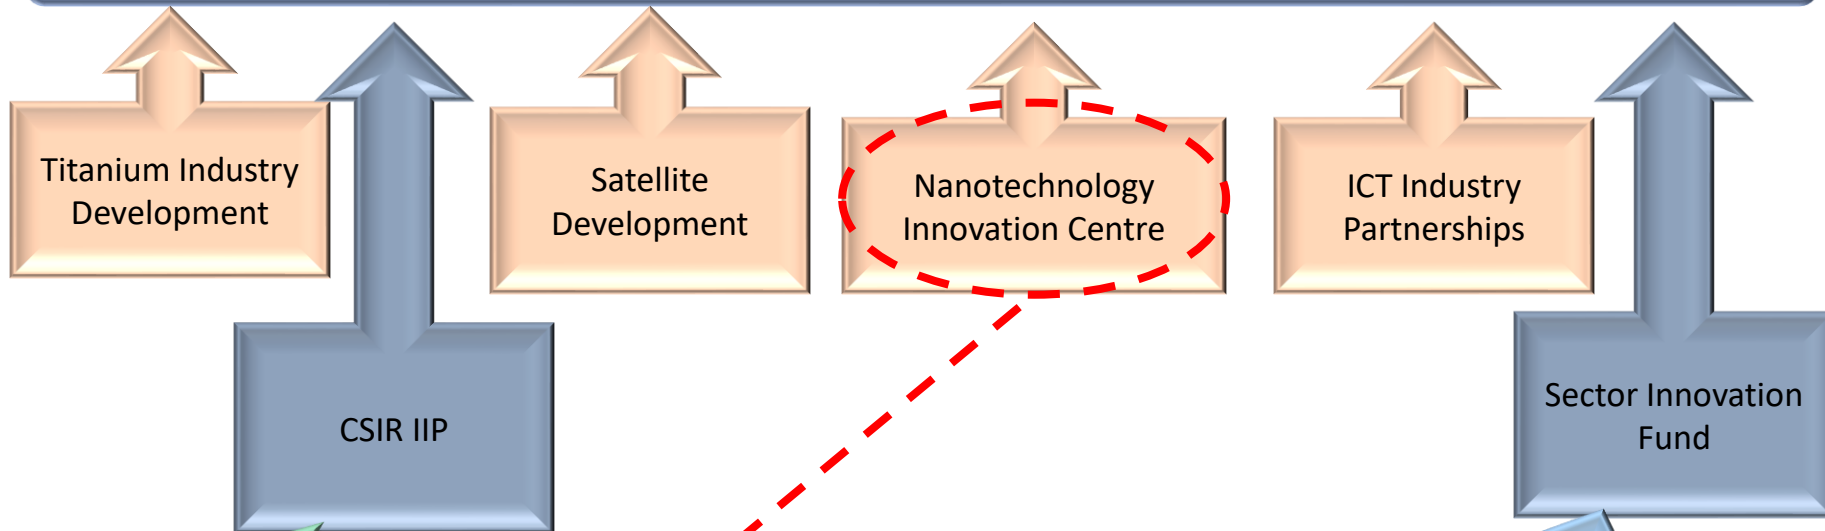 Titanium Industry
Development
Satellite
Development
Nanotechnology
Innovation Centre
ICT Industry
Partnerships
CSIR IIP
Sector Innovation
Fund